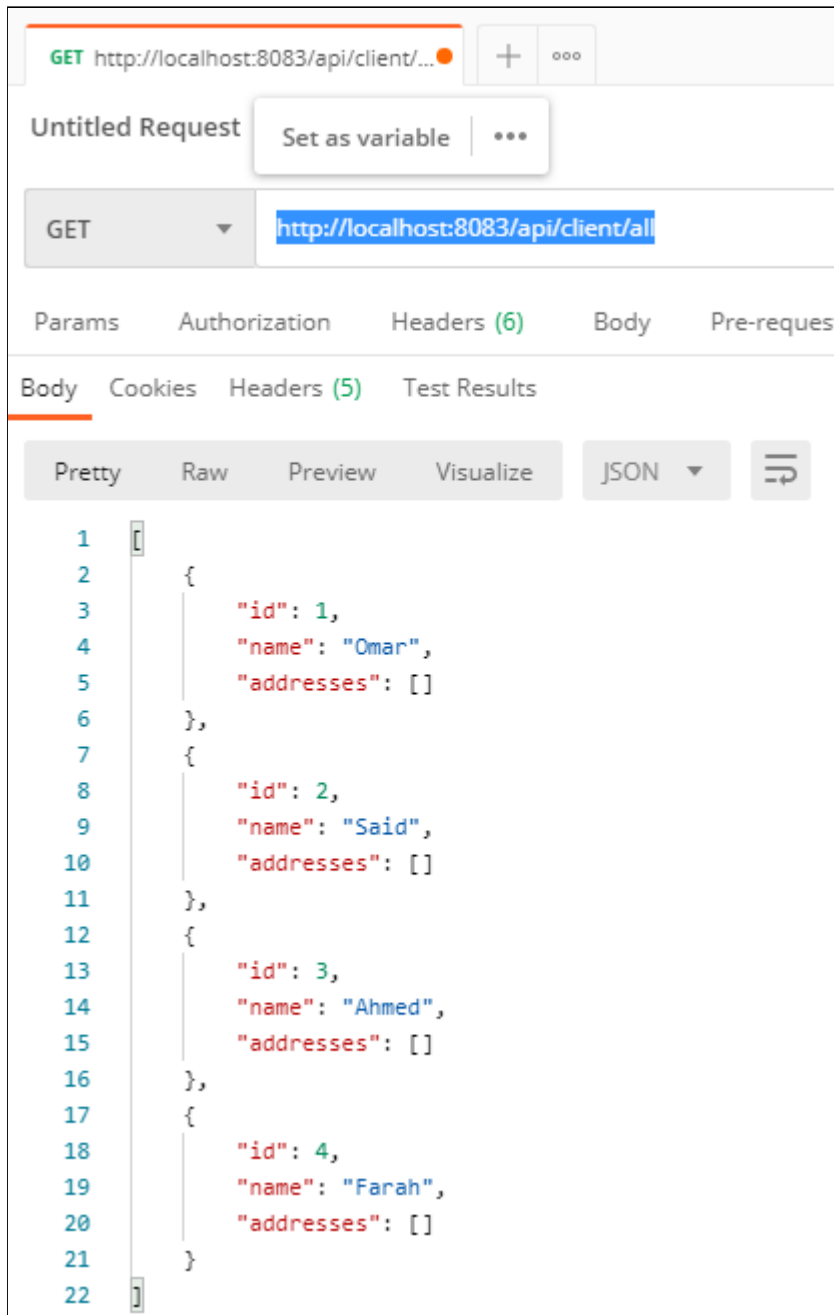 GET http://localhost:8083/api/client/...
Untitled Request
Set as variable
GET
http://localhost:8083/api/client/all
Params Authorization Headers (6) Body Pre-reques
Body Cookies Headers (5) Test Results
Pretty Raw Preview Visualize JSON
1 [
2 {
3 "id": 1,
4 "name": "Omar",
5 "addresses": []
6 },
7 {
8 "id": 2,
9 "name": "Said",
10 "addresses": []
11 },
12 {
13 "id": 3,
14 "name": "Ahmed",
15 "addresses": []
16 },
17 {
18 "id": 4,
19 "name": "Farah",
20 "addresses": []
21 }
22 ]